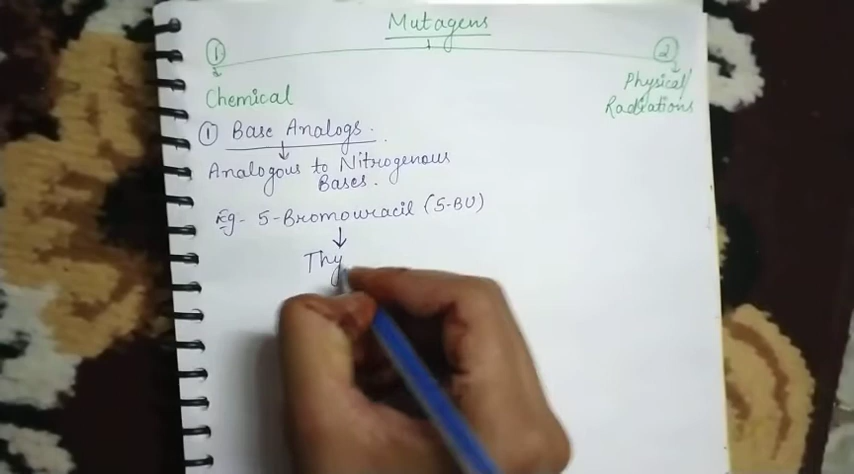 Mutagens
① ②
Chemical
Physical/
Radiations
① Base Analogs.
Analogous to Nitrogenous
Bases.
Eg- 5-Bromouracil (5-BU)
Thy